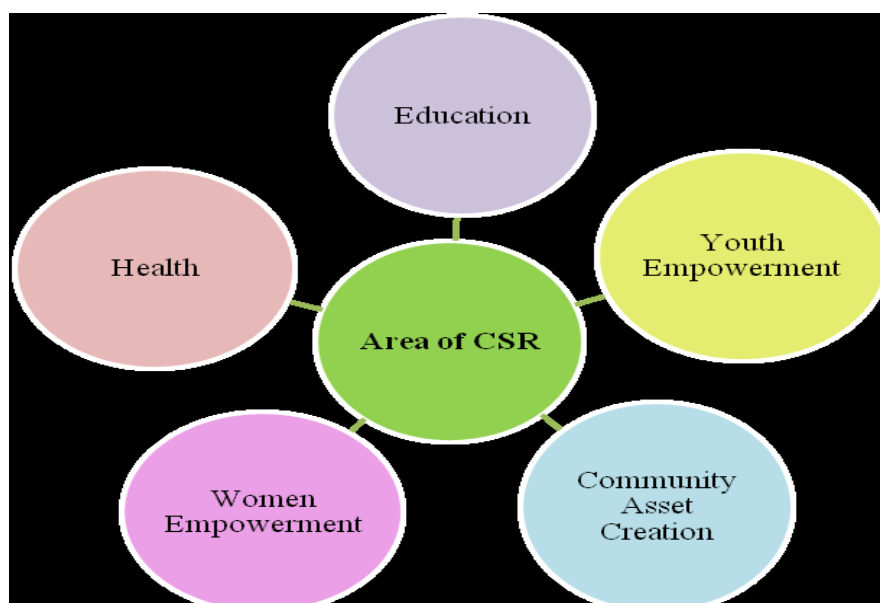 Education
Youth
Empowerment
Health
Area of CSR
Women
Empowerment
Community
Asset
Creation